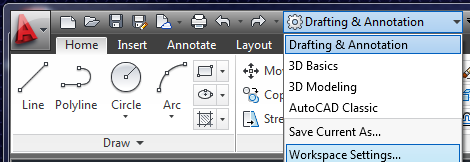 Drafting & Annotation
Home Insert Annotate Layout
Drafting & Annotation
3D Basics
3D Modeling
AutoCAD Classic
Save Current As...
Workspace Settings...
Line Polyline Circle Arc
Draw